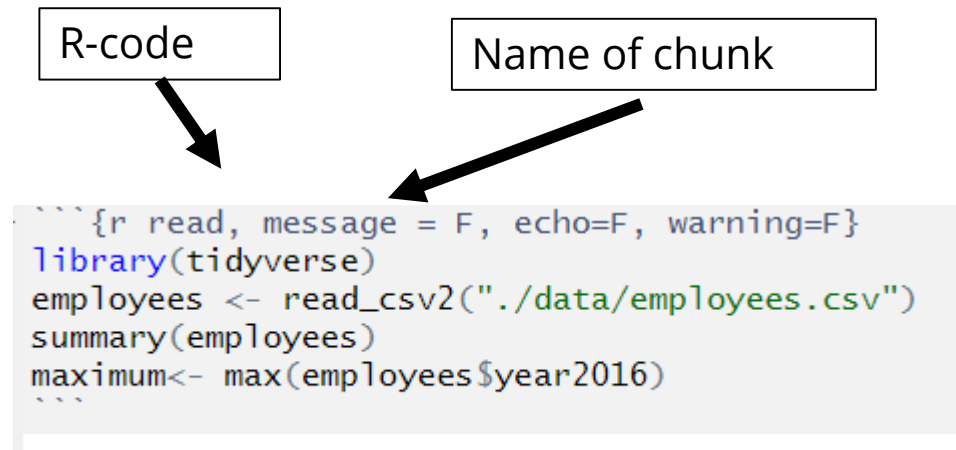 R-code
Name of chunk
```{r read, message = F, echo=F, warning=F}
library(tidyverse)
employees <- read_csv2("./data/employees.csv")
summary(employees)
maximum<- max(employees$year2016)
```